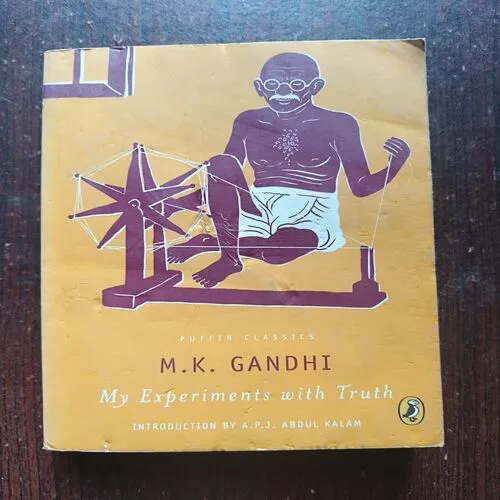 PUFFIN CLASSICS
M.K. GANDHI
My Experiments with Truth
INTRODUCTION BY A.P.J. ABDUL KALAM